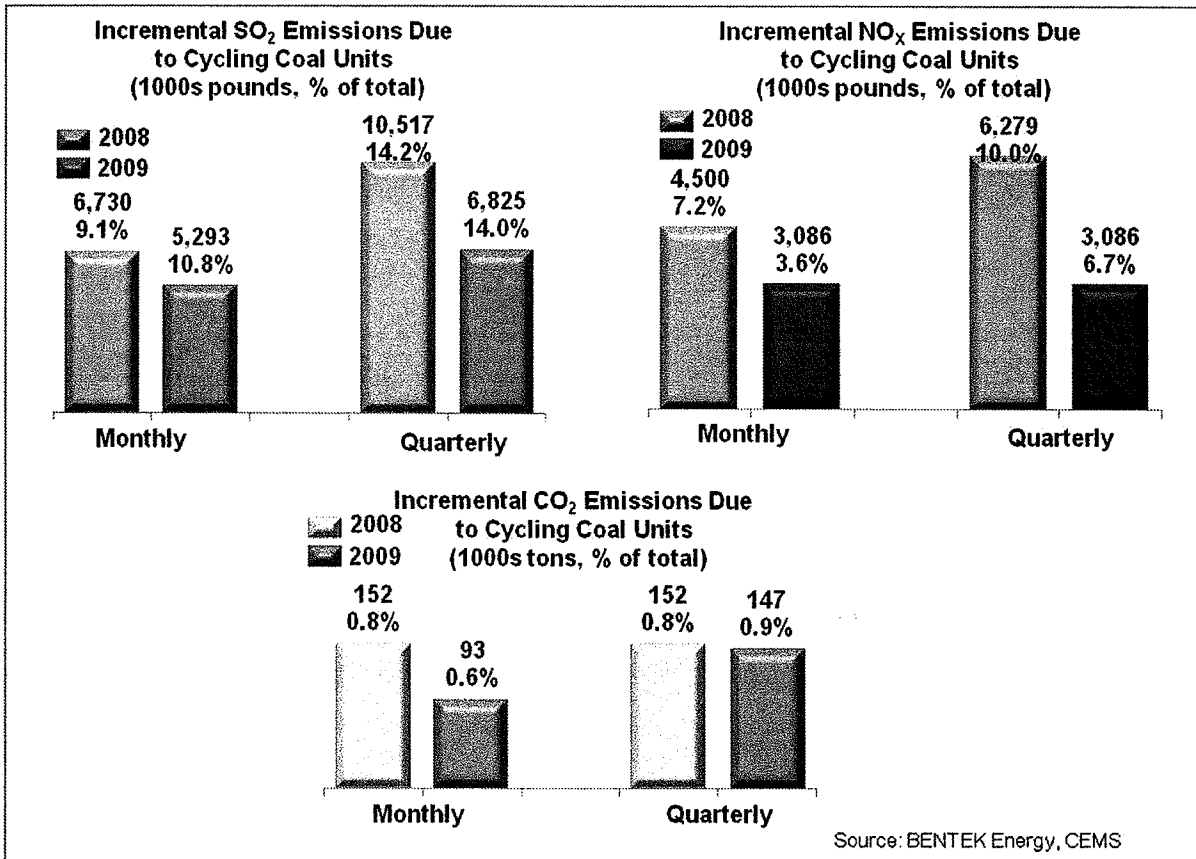 Incremental SO₂ Emissions Due
to Cycling Coal Units
(1000s pounds, % of total)
2008
2009
6,730
9.1%
5,293
10.8%
10,517
14.2%
6,825
14.0%
Monthly
Quarterly
Incremental NOₓ Emissions Due
to Cycling Coal Units
(1000s pounds, % of total)
2008
2009
4,500
7.2%
3,086
3.6%
6,279
10.0%
3,086
6.7%
Monthly
Quarterly
Incremental CO₂ Emissions Due
to Cycling Coal Units
(1000s tons, % of total)
2008
2009
152
0.8%
93
0.6%
152
0.8%
147
0.9%
Monthly
Quarterly
Source: BENTEK Energy, CEMS